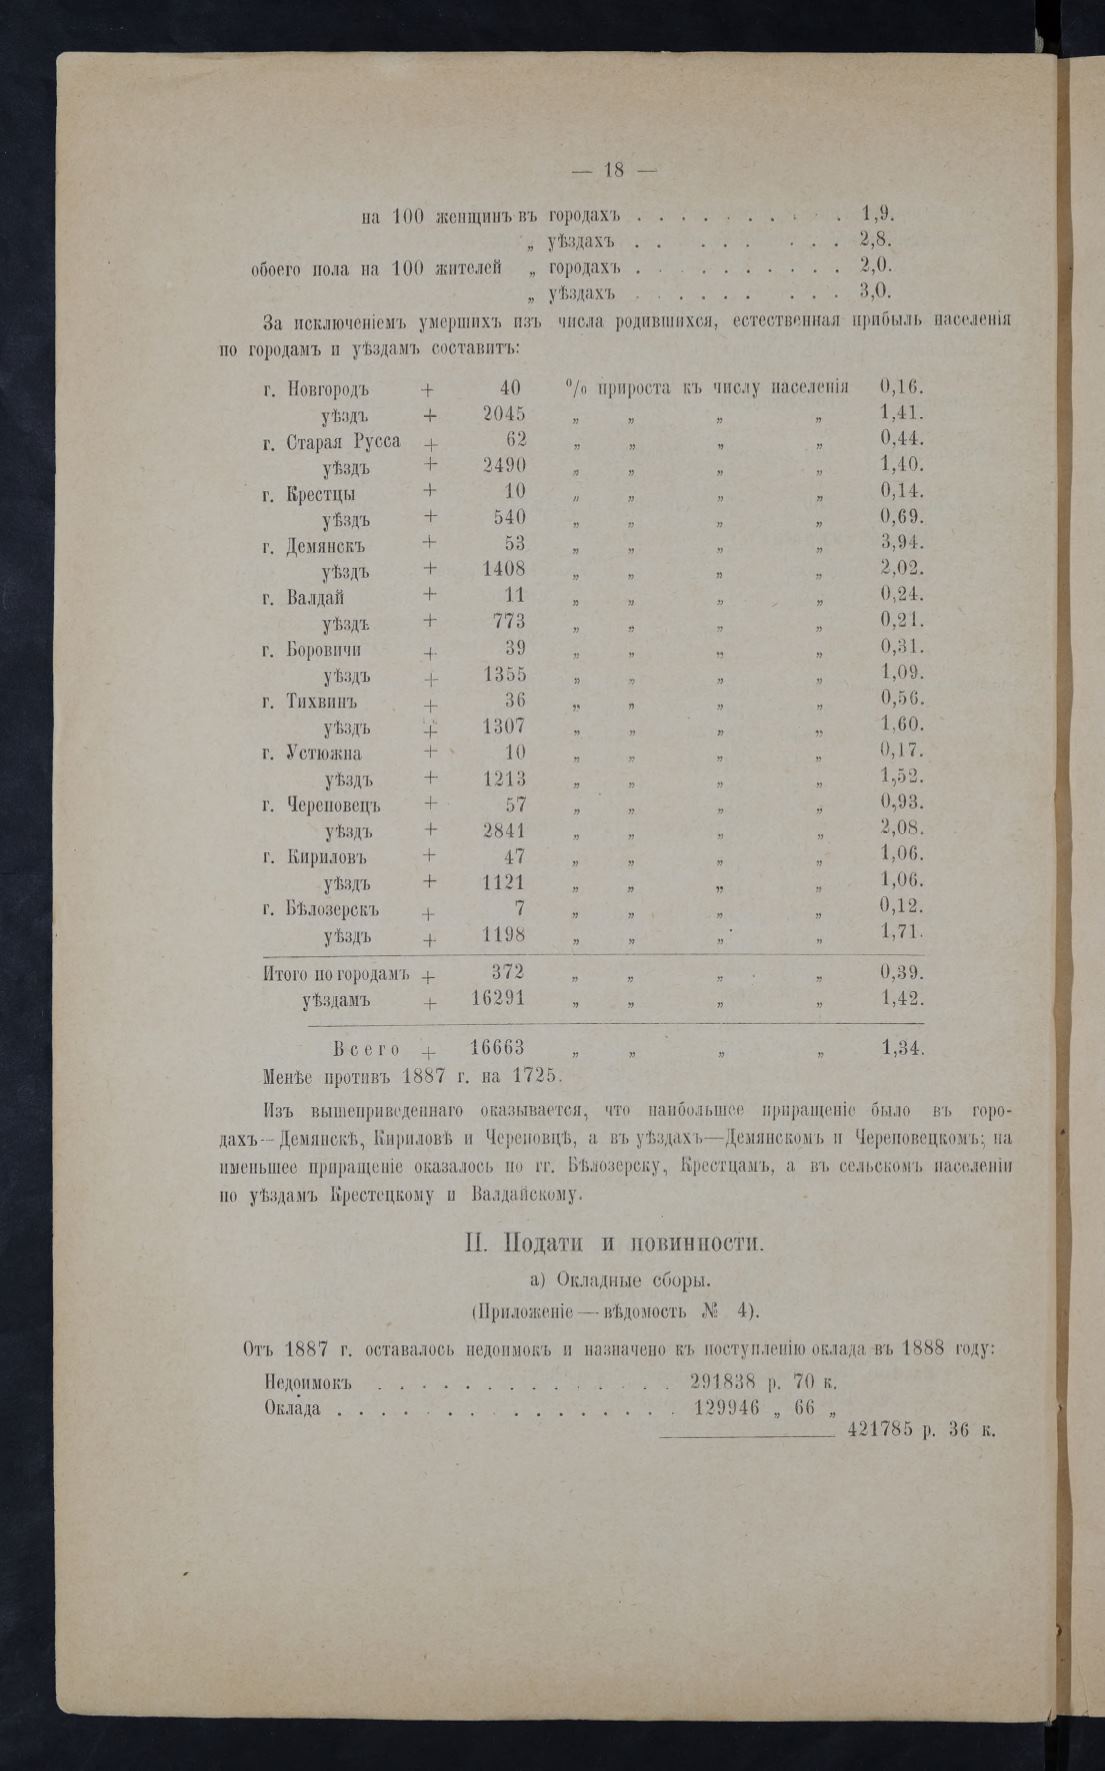 — 18 —
на 100 женщинъ въ городахъ . . . . . . . . . . 1,9.
„ уѣздахъ . . . . . . . . 2,8.
обоего пола на 100 жителей „ городахъ . . . . . . . . . . 2,0.
„ уѣздахъ . . . . . . . . . 3,0.
За исключеніемъ умершихъ изъ числа родившихся, естественная прибыль населенія
по городамъ и уѣздамъ составитъ:
г. Новгородъ + 40 % прироста къ числу населенія 0,16.
уѣздъ + 2045 „ „ „ „ 1,41.
г. Старая Русса + 62 „ „ „ „ 0,44.
уѣздъ + 2490 „ „ „ „ 1,40.
г. Крестцы + 10 „ „ „ „ 0,14.
уѣздъ + 540 „ „ „ „ 0,69.
г. Демянскъ + 53 „ „ „ „ 3,94.
уѣздъ + 1408 „ „ „ „ 2,02.
г. Валдай + 11 „ „ „ „ 0,24.
уѣздъ + 773 „ „ „ „ 0,21.
г. Боровичи + 39 „ „ „ „ 0,31.
уѣздъ + 1355 „ „ „ „ 1,09.
г. Тихвинъ + 36 „ „ „ „ 0,56.
уѣздъ + 1307 „ „ „ „ 1,60.
г. Устюжна + 10 „ „ „ „ 0,17.
уѣздъ + 1213 „ „ „ „ 1,52.
г. Череповецъ + 57 „ „ „ „ 0,93.
уѣздъ + 2841 „ „ „ „ 2,08.
г. Кириловъ + 47 „ „ „ „ 1,06.
уѣздъ + 1121 „ „ „ „ 1,06.
г. Бѣлозерскъ + 7 „ „ „ „ 0,12.
уѣздъ + 1198 „ „ „ „ 1,71.
Итого по городамъ + 372 „ „ „ „ 0,39.
уѣздамъ + 16291 „ „ „ „ 1,42.
Всего + 16663 „ „ „ „ 1,34.
Менѣе противъ 1887 г. на 1725.
Изъ вышеприведеннаго оказывается, что наибольшее приращеніе было въ горо-
дахъ—Демянскѣ, Кириловѣ и Череповцѣ, а въ уѣздахъ—Демянскомъ и Череповецкомъ; на
именьшее приращеніе оказалось по гг. Бѣлозерску, Крестцамъ, а въ сельскомъ населеніи
по уѣздамъ Крестецкому и Валдайскому.
II. Подати и повинности.
а) Окладные сборы.
(Приложеніе — вѣдомость № 4).
Отъ 1887 г. оставалось недоимокъ и назначено къ поступленію оклада въ 1888 году:
Недоимокъ . . . . . . . . . . . . . 291838 р. 70 к.
Оклада . . . . . . . . . . . . . . . 129946 „ 66 „
421785 р. 36 к.